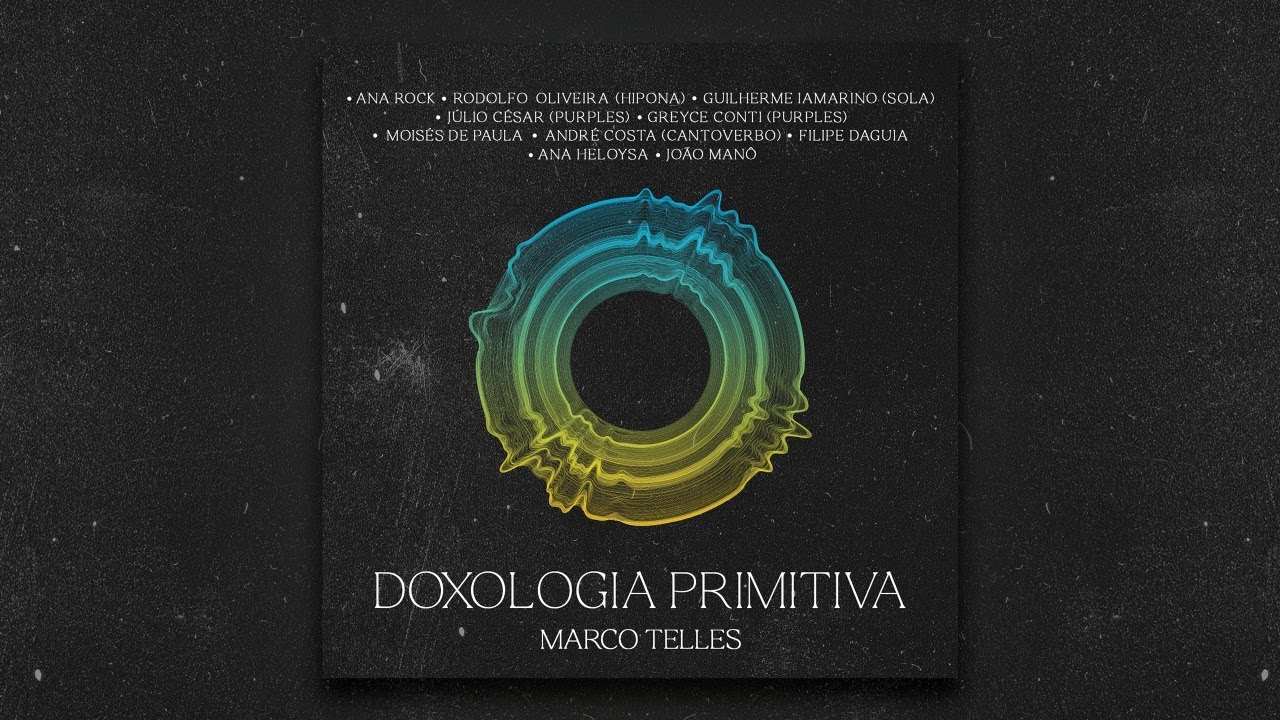 • ANA ROCK • RODOLFO OLIVEIRA (HIPONA) • GUILHERME IAMARINO (SOLA)
• JÚLIO CÉSAR (PURPLES) • GREYCE CONTI (PURPLES)
• MOISÉS DE PAULA • ANDRÉ COSTA (CANTOVERBO) • FILIPE DAGUIA
• ANA HELOYSA • JOÃO MANÔ
DOXOLOGIA PRIMITIVA
MARCO TELLES